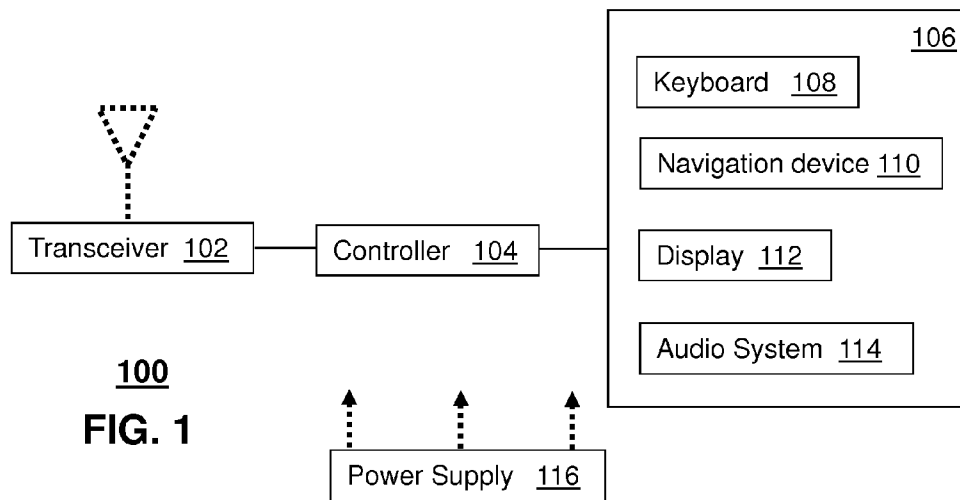 106
Keyboard 108
Navigation device 110
Transceiver 102
Controller 104
Display 112
Audio System 114
100
FIG. 1
Power Supply 116